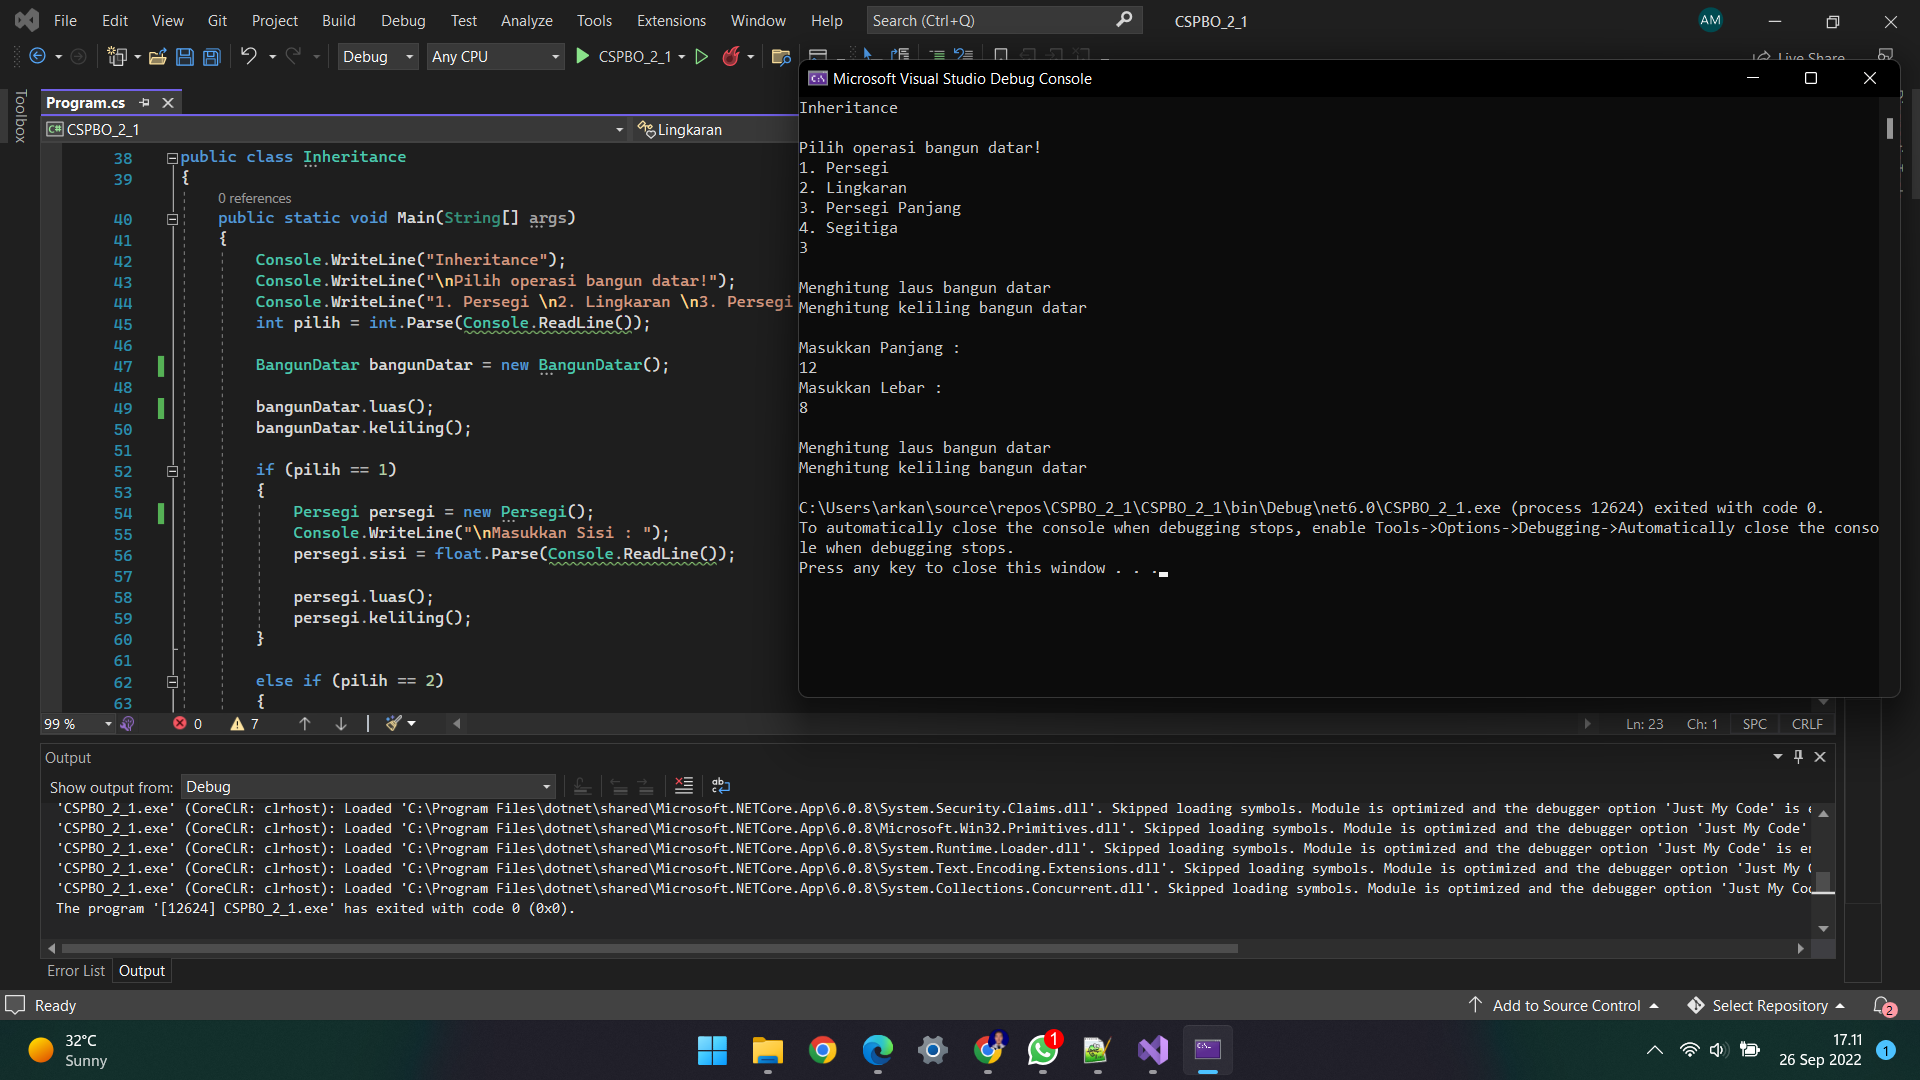 File Edit View Git Project Build Debug Test Analyze Tools Extensions Window Help Search (Ctrl+Q) CSPBO_2_1 AM
Debug Any CPU CSPBO_2_1 Live Share
Toolbox
Program.cs
C# CSPBO_2_1 Lingkaran
38 public class Inheritance
39 {
0 references
40 public static void Main(String[] args)
41 {
42 Console.WriteLine("Inheritance");
43 Console.WriteLine("\nPilih operasi bangun datar!");
44 Console.WriteLine("1. Persegi \n2. Lingkaran \n3. Persegi
45 int pilih = int.Parse(Console.ReadLine());
46
47 BangunDatar bangunDatar = new BangunDatar();
48
49 bangunDatar.luas();
50 bangunDatar.keliling();
51
52 if (pilih == 1)
53 {
54 Persegi persegi = new Persegi();
55 Console.WriteLine("\nMasukkan Sisi : ");
56 persegi.sisi = float.Parse(Console.ReadLine());
57
58 persegi.luas();
59 persegi.keliling();
60 }
61
62 else if (pilih == 2)
63 {
99 % 0 7 Ln: 23 Ch: 1 SPC CRLF
Microsoft Visual Studio Debug Console
Inheritance
Pilih operasi bangun datar!
1. Persegi
2. Lingkaran
3. Persegi Panjang
4. Segitiga
3
Menghitung laus bangun datar
Menghitung keliling bangun datar
Masukkan Panjang :
12
Masukkan Lebar :
8
Menghitung laus bangun datar
Menghitung keliling bangun datar
C:\Users\arkan\source\repos\CSPBO_2_1\CSPBO_2_1\bin\Debug\net6.0\CSPBO_2_1.exe (process 12624) exited with code 0.
To automatically close the console when debugging stops, enable Tools->Options->Debugging->Automatically close the conso
le when debugging stops.
Press any key to close this window . . .
Output
Show output from: Debug
'CSPBO_2_1.exe' (CoreCLR: clrhost): Loaded 'C:\Program Files\dotnet\shared\Microsoft.NETCore.App\6.0.8\System.Security.Claims.dll'. Skipped loading symbols. Module is optimized and the debugger option 'Just My Code' is e
'CSPBO_2_1.exe' (CoreCLR: clrhost): Loaded 'C:\Program Files\dotnet\shared\Microsoft.NETCore.App\6.0.8\Microsoft.Win32.Primitives.dll'. Skipped loading symbols. Module is optimized and the debugger option 'Just My Code'
'CSPBO_2_1.exe' (CoreCLR: clrhost): Loaded 'C:\Program Files\dotnet\shared\Microsoft.NETCore.App\6.0.8\System.Runtime.Loader.dll'. Skipped loading symbols. Module is optimized and the debugger option 'Just My Code' is en
'CSPBO_2_1.exe' (CoreCLR: clrhost): Loaded 'C:\Program Files\dotnet\shared\Microsoft.NETCore.App\6.0.8\System.Text.Encoding.Extensions.dll'. Skipped loading symbols. Module is optimized and the debugger option 'Just My C
'CSPBO_2_1.exe' (CoreCLR: clrhost): Loaded 'C:\Program Files\dotnet\shared\Microsoft.NETCore.App\6.0.8\System.Collections.Concurrent.dll'. Skipped loading symbols. Module is optimized and the debugger option 'Just My Co
The program '[12624] CSPBO_2_1.exe' has exited with code 0 (0x0).
Error List Output
Ready Add to Source Control Select Repository 2
32°C
Sunny
1
17.11
26 Sep 2022
1